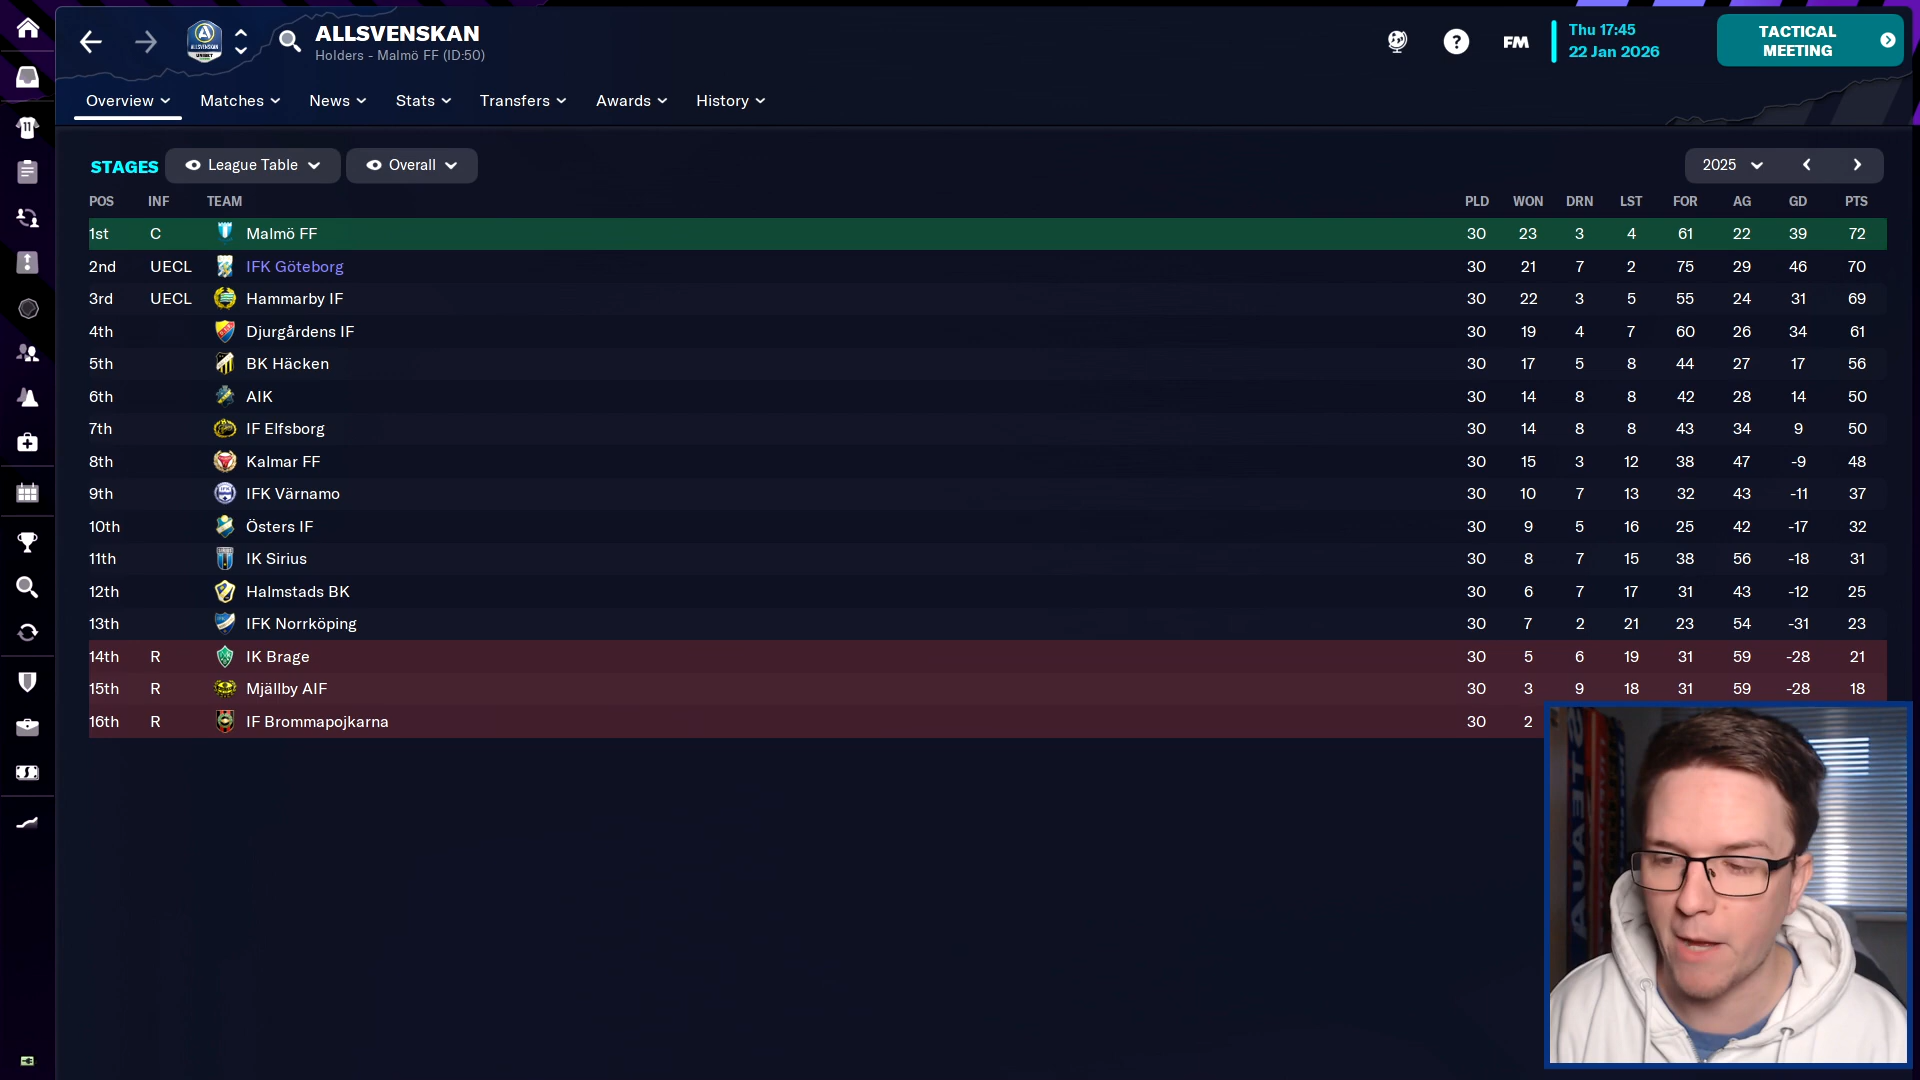 ALLSVENSKAN
Holders - Malmö FF (ID:50)
FM
Thu 17:45
22 Jan 2026
TACTICAL
MEETING
Overview Matches News Stats Transfers Awards History
STAGES League Table Overall 2025
POS INF TEAM PLD WON DRN LST FOR AG GD PTS
1st C Malmö FF 30 23 3 4 61 22 39 72
2nd UECL IFK Göteborg 30 21 7 2 75 29 46 70
3rd UECL Hammarby IF 30 22 3 5 55 24 31 69
4th Djurgårdens IF 30 19 4 7 60 26 34 61
5th BK Häcken 30 17 5 8 44 27 17 56
6th AIK 30 14 8 8 42 28 14 50
7th IF Elfsborg 30 14 8 8 43 34 9 50
8th Kalmar FF 30 15 3 12 38 47 -9 48
9th IFK Värnamo 30 10 7 13 32 43 -11 37
10th Östers IF 30 9 5 16 25 42 -17 32
11th IK Sirius 30 8 7 15 38 56 -18 31
12th Halmstads BK 30 6 7 17 31 43 -12 25
13th IFK Norrköping 30 7 2 21 23 54 -31 23
14th R IK Brage 30 5 6 19 31 59 -28 21
15th R Mjällby AIF 30 3 9 18 31 59 -28 18
16th R IF Brommapojkarna 30 2